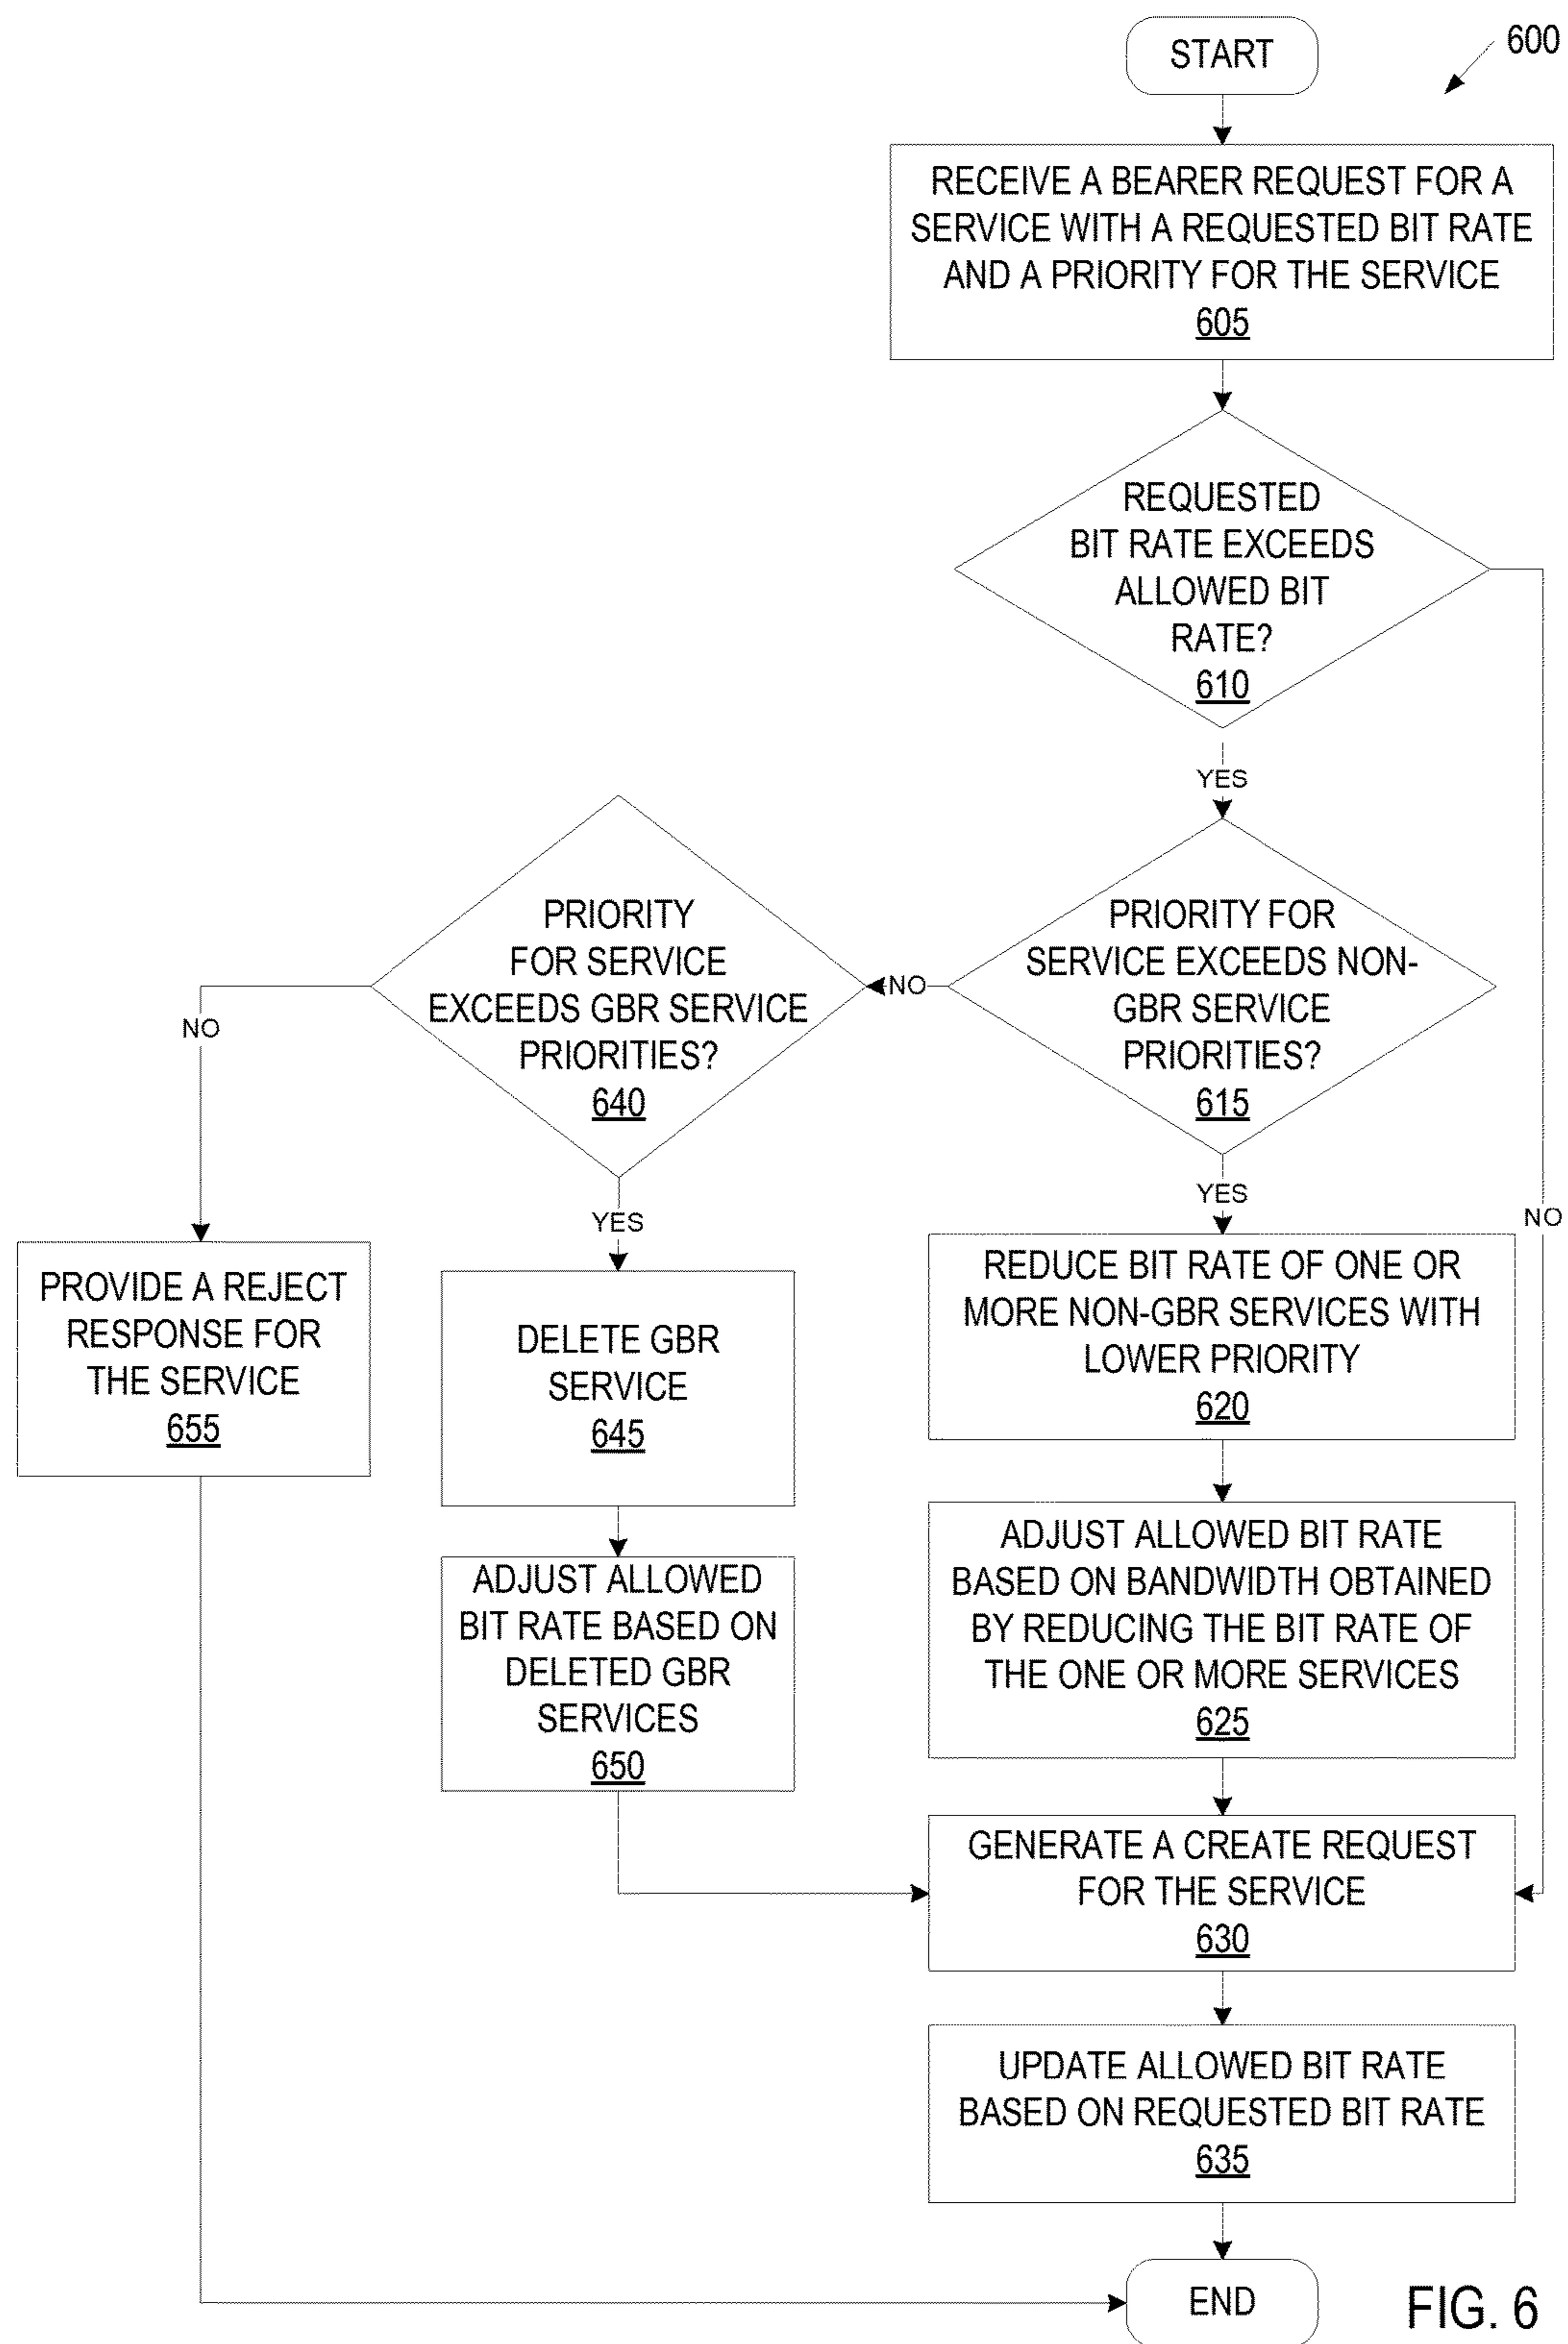 START
600
RECEIVE A BEARER REQUEST FOR A
SERVICE WITH A REQUESTED BIT RATE
AND A PRIORITY FOR THE SERVICE
605
REQUESTED
BIT RATE EXCEEDS
ALLOWED BIT
RATE?
610
YES
NO
PRIORITY FOR
SERVICE EXCEEDS NON-
GBR SERVICE
PRIORITIES?
615
NO
PRIORITY
FOR SERVICE
EXCEEDS GBR SERVICE
PRIORITIES?
640
NO
YES
YES
PROVIDE A REJECT
RESPONSE FOR
THE SERVICE
655
DELETE GBR
SERVICE
645
REDUCE BIT RATE OF ONE OR
MORE NON-GBR SERVICES WITH
LOWER PRIORITY
620
ADJUST ALLOWED
BIT RATE BASED ON
DELETED GBR
SERVICES
650
ADJUST ALLOWED BIT RATE
BASED ON BANDWIDTH OBTAINED
BY REDUCING THE BIT RATE OF
THE ONE OR MORE SERVICES
625
GENERATE A CREATE REQUEST
FOR THE SERVICE
630
UPDATE ALLOWED BIT RATE
BASED ON REQUESTED BIT RATE
635
END
FIG. 6